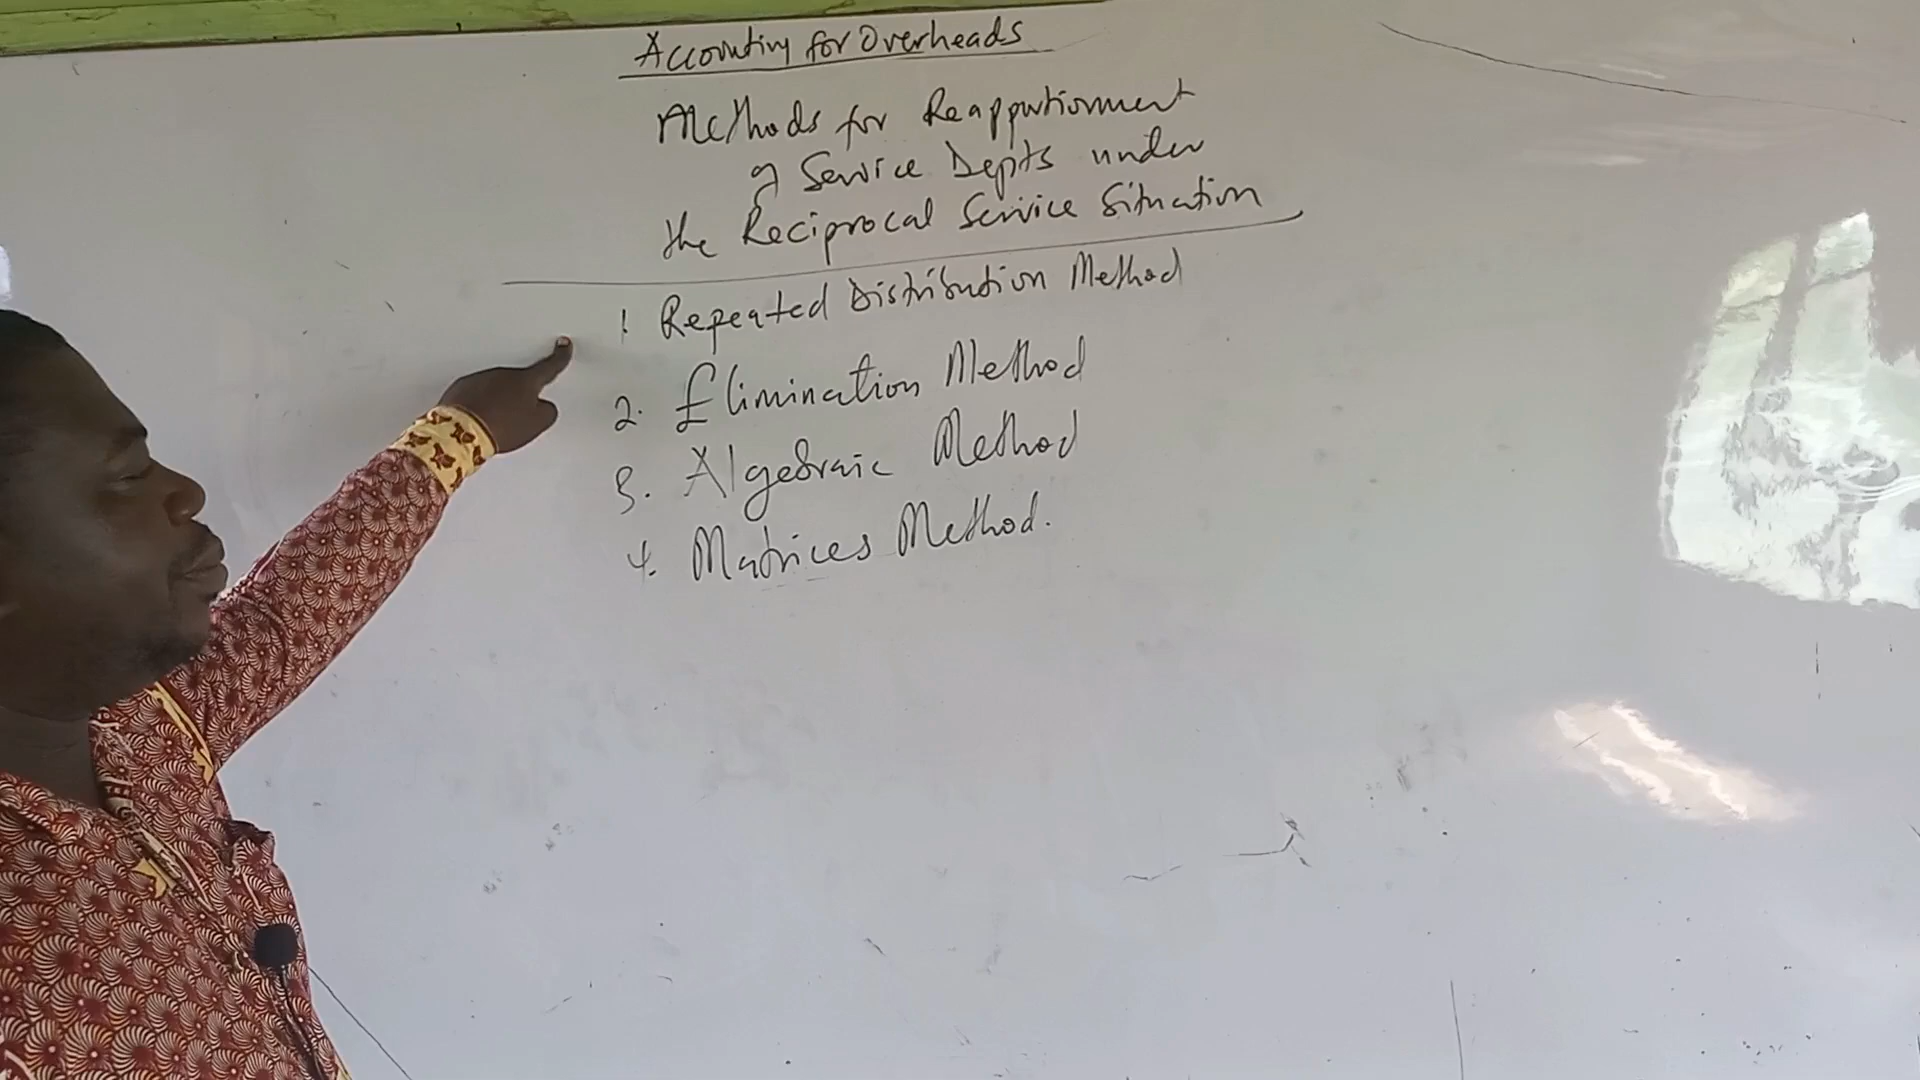 Accounting for Overheads
Methods for Reapportionment
of Service Depts under
the Reciprocal Service Situation
1. Repeated Distribution Method
2. Elimination Method
3. Algebraic Method
4. Matrices Method.